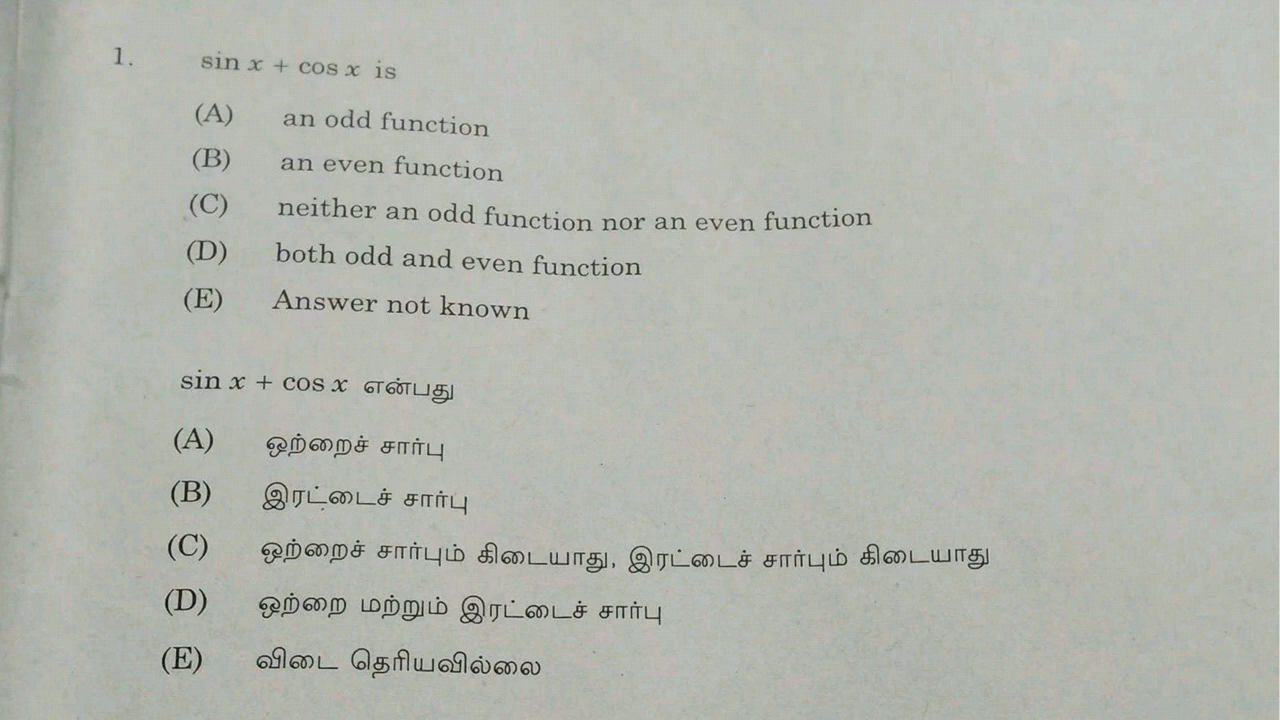 1. sin x + cos x is
(A) an odd function
(B) an even function
(C) neither an odd function nor an even function
(D) both odd and even function
(E) Answer not known
sin x + cos x என்பது
(A) ஒற்றைச் சார்பு
(B) இரட்டைச் சார்பு
(C) ஒற்றைச் சார்பும் கிடையாது, இரட்டைச் சார்பும் கிடையாது
(D) ஒற்றை மற்றும் இரட்டைச் சார்பு
(E) விடை தெரியவில்லை